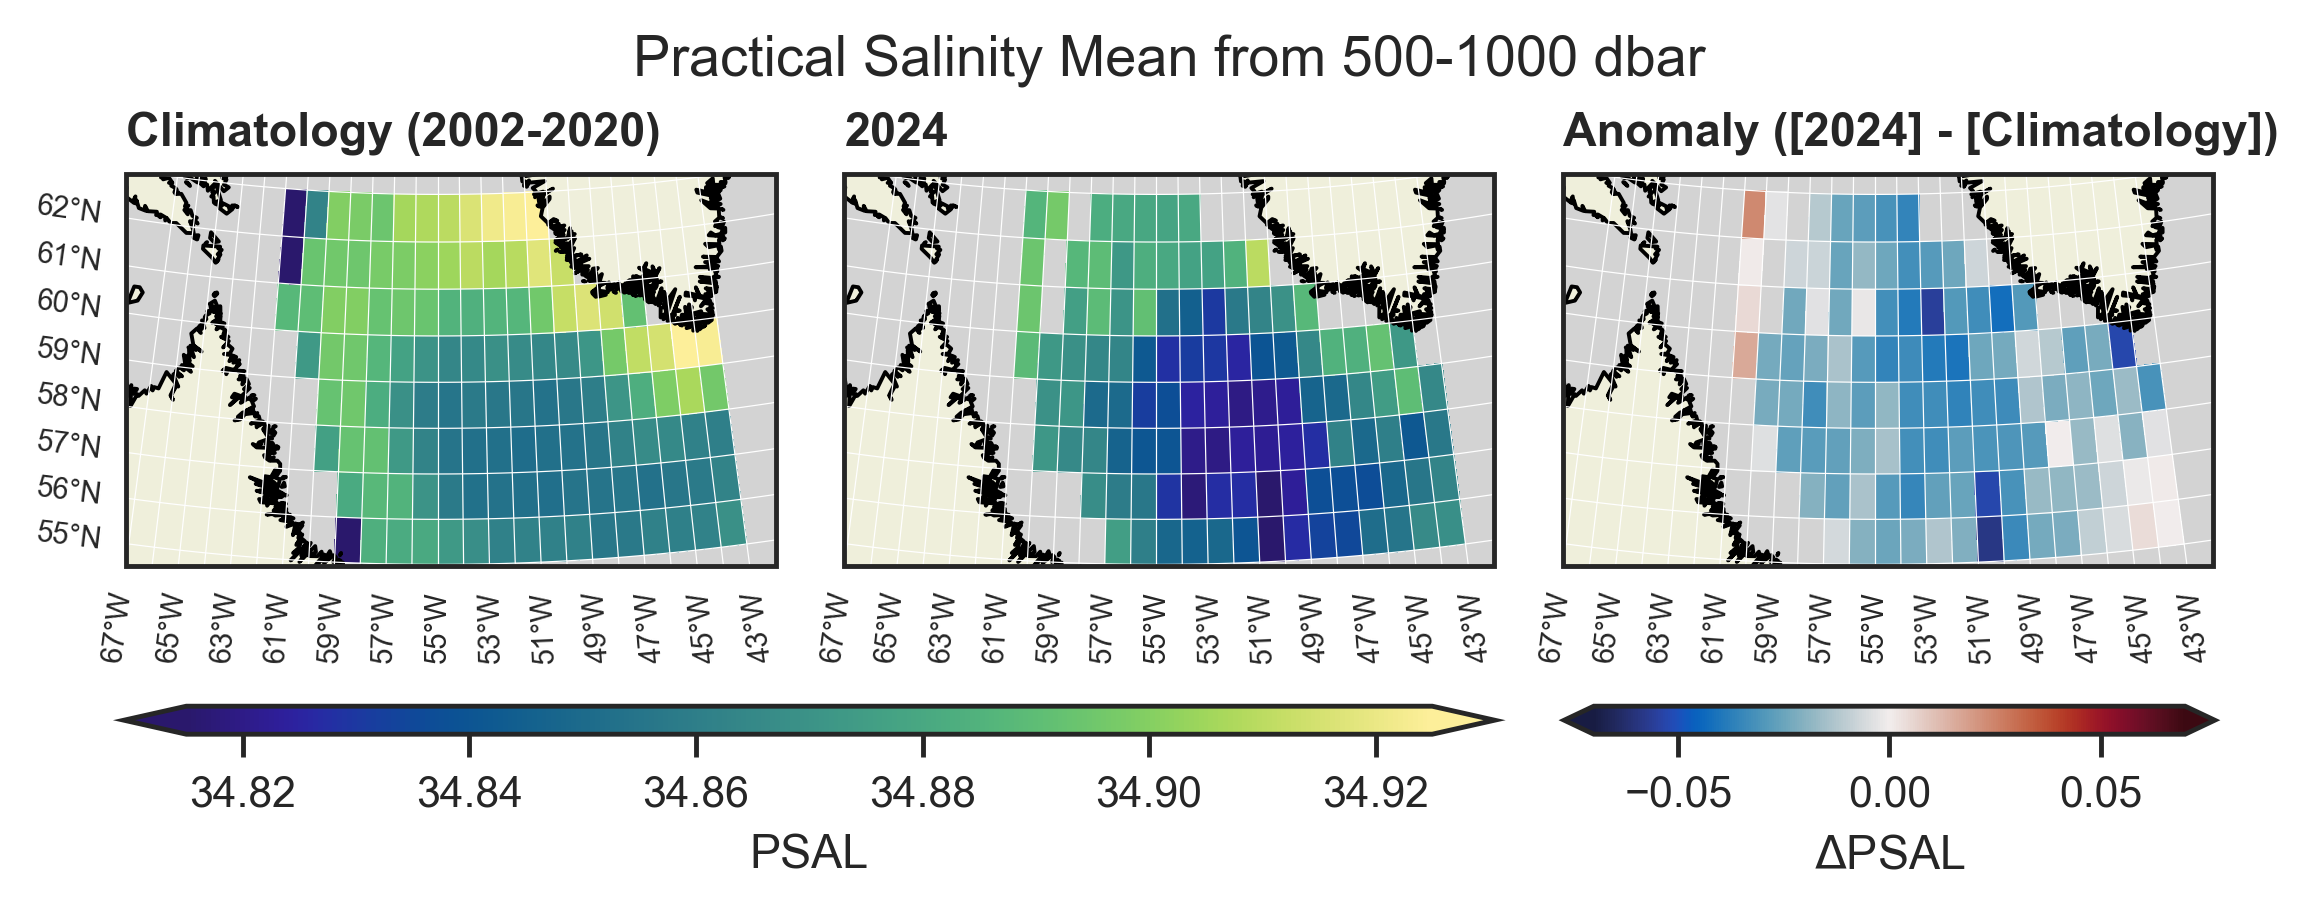 Practical Salinity Mean from 500-1000 dbar
Climatology (2002-2020)
2024
Anomaly ([2024] - [Climatology])
62°N
61°N
60°N
59°N
58°N
57°N
56°N
55°N
67°W 65°W 63°W 61°W 59°W 57°W 55°W 53°W 51°W 49°W 47°W 45°W 43°W
67°W 65°W 63°W 61°W 59°W 57°W 55°W 53°W 51°W 49°W 47°W 45°W 43°W
67°W 65°W 63°W 61°W 59°W 57°W 55°W 53°W 51°W 49°W 47°W 45°W 43°W
34.82 34.84 34.86 34.88 34.90 34.92
PSAL
−0.05 0.00 0.05
ΔPSAL